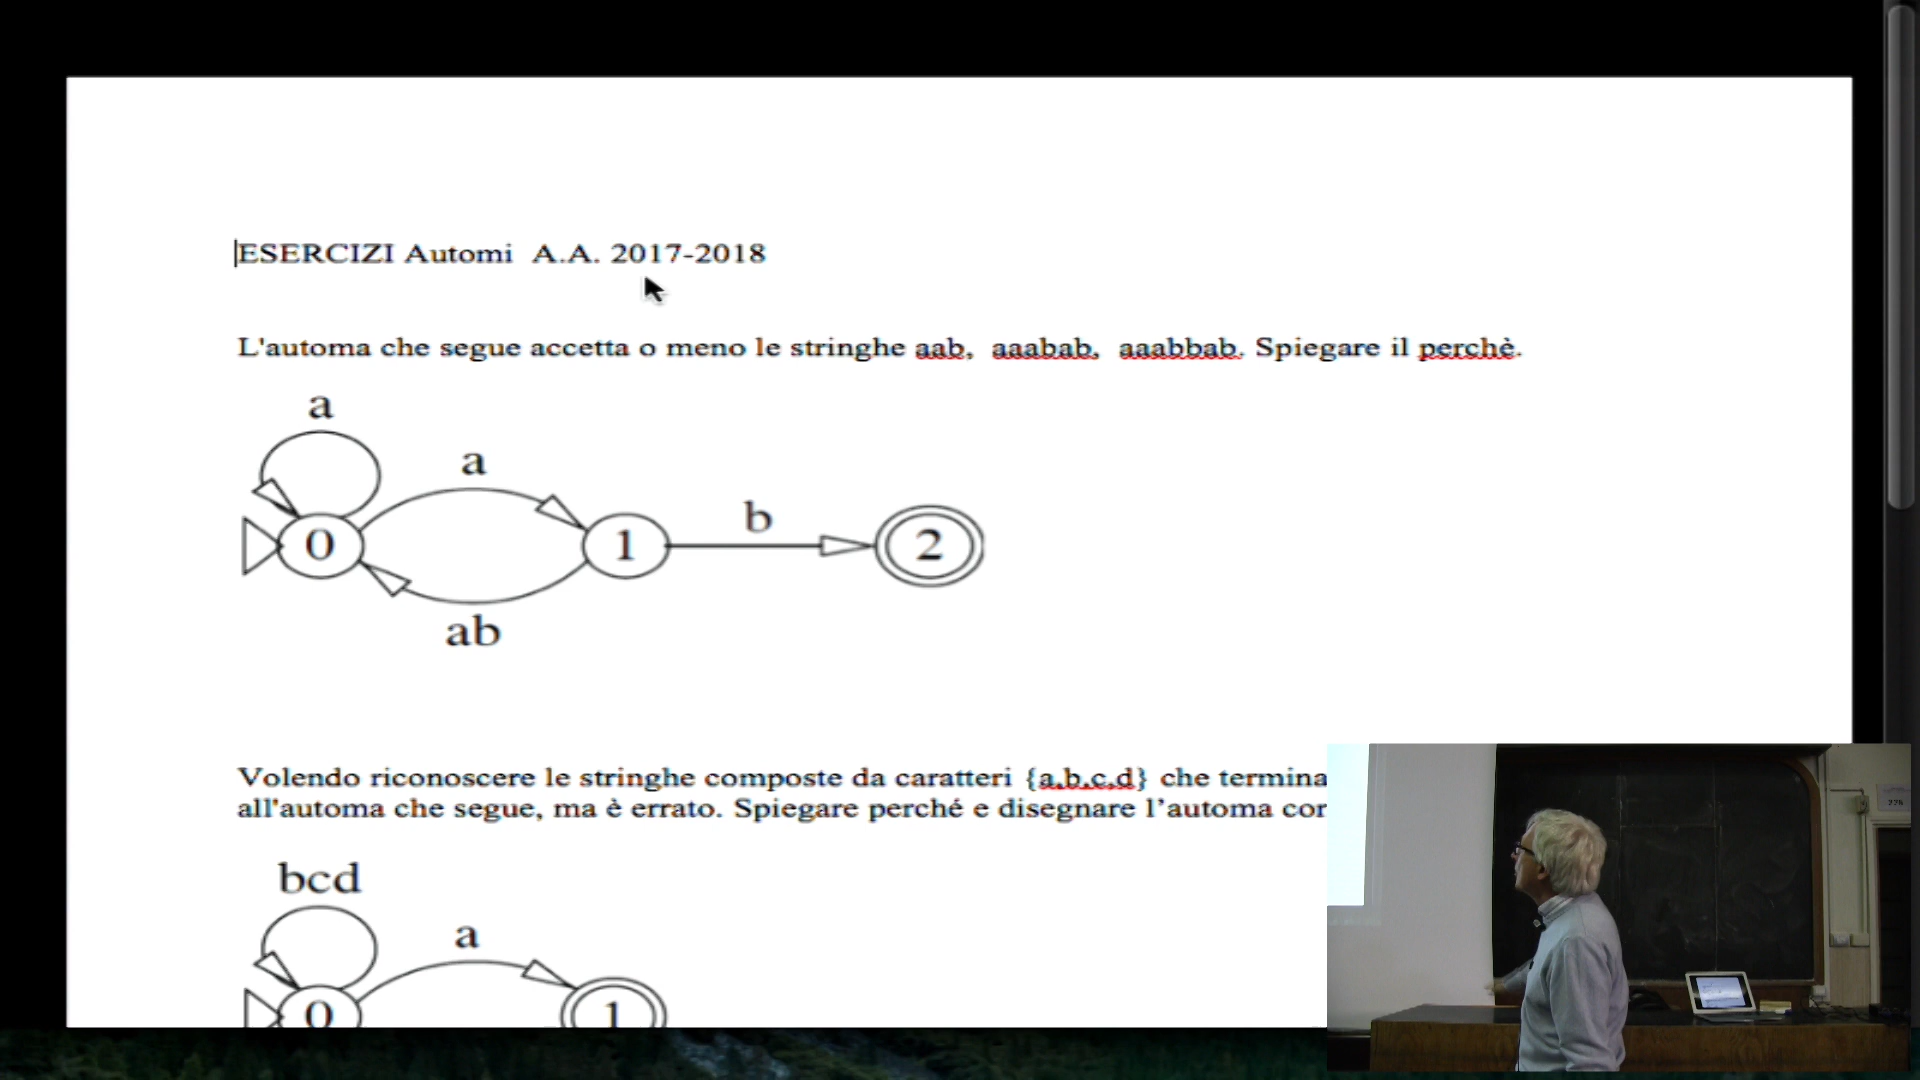 ESERCIZI Automi A.A. 2017-2018
L'automa che segue accetta o meno le stringhe aab, aaabab, aaabbab. Spiegare il perchè.
a
a
b
0
1
2
ab
Volendo riconoscere le stringhe composte da caratteri {a,b,c,d} che termina
all'automa che segue, ma è errato. Spiegare perché e disegnare l’automa cor
bcd
a
0
1